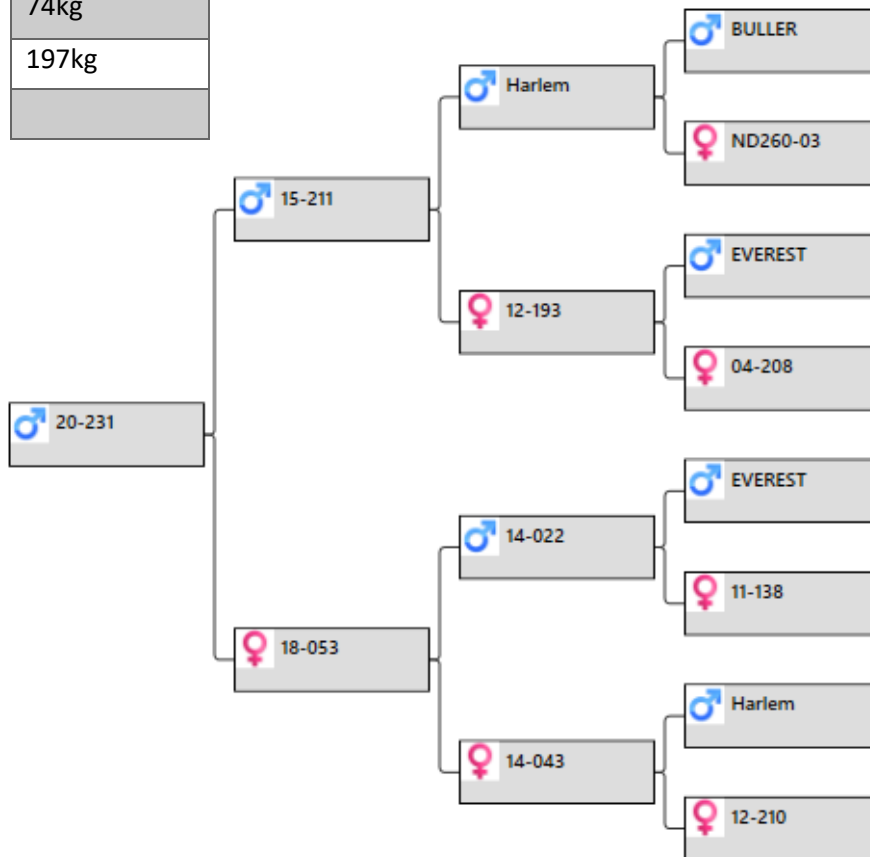 74kg
197kg
BULLER
Harlem
ND260-03
15-211
EVEREST
12-193
04-208
20-231
EVEREST
14-022
11-138
18-053
Harlem
14-043
12-210